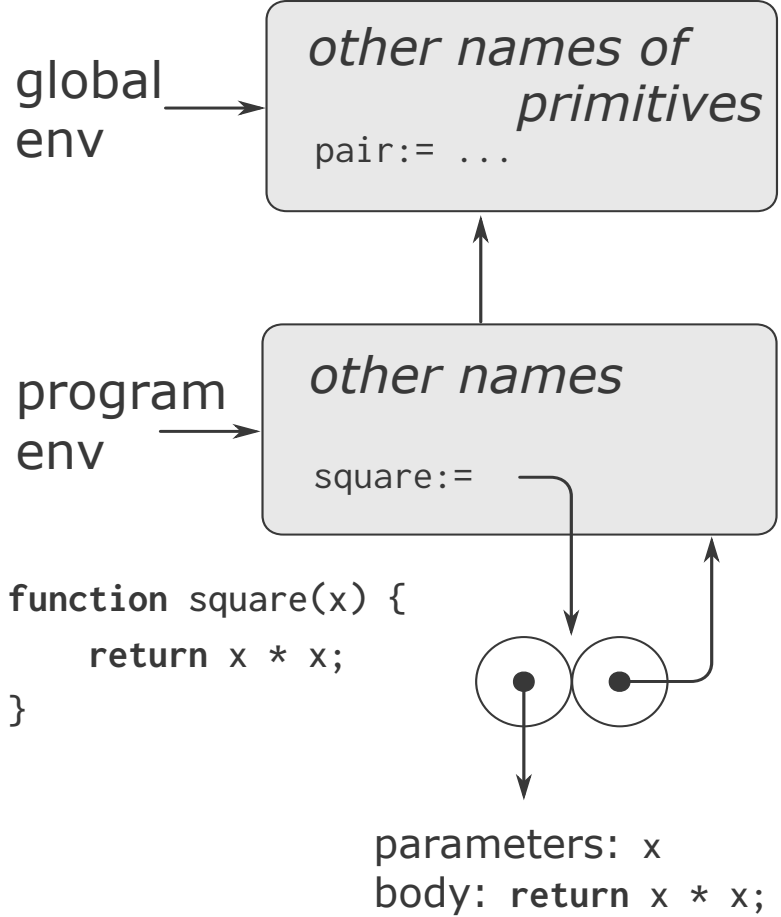 global
env
other names of
primitives
pair:= ...
program
env
other names
square:=
function square(x) {
    return x * x;
}
parameters: x
body: return x * x;